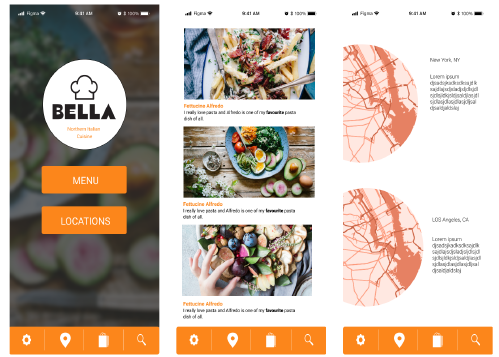 Figma
9:41 AM
100%
BELLA
Northern Italian
Cuisine
MENU
LOCATIONS
Figma
9:41 AM
100%
Fettucine Alfredo
I really love pasta and Alfredo is one of my favourite pasta
dish of all.
Fettucine Alfredo
I really love pasta and Alfredo is one of my favourite pasta
dish of all.
Fettucine Alfredo
I really love pasta and Alfredo is one of my favourite pasta
dish of all.
Figma
9:41 AM
100%
New York, NY
Lorem ipsum
LOS Angeles, CA
Lorem ipsum